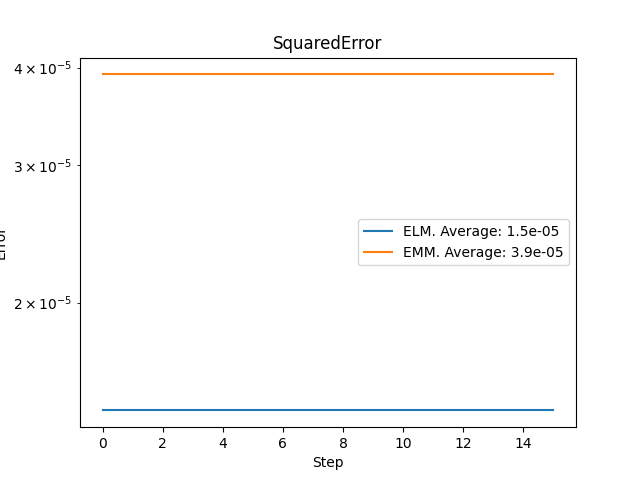 SquaredError
4 × 10⁻⁵
3 × 10⁻⁵
2 × 10⁻⁵
Error
ELM. Average: 1.5e-05
EMM. Average: 3.9e-05
0 2 4 6 8 10 12 14
Step